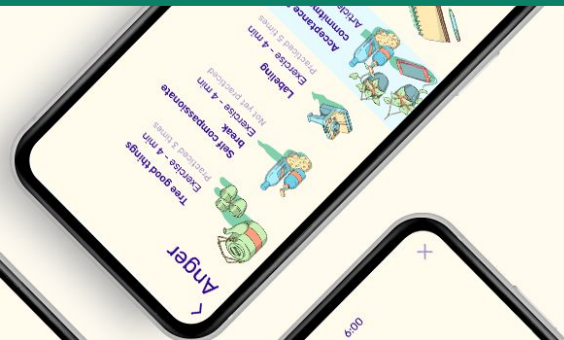 Anger
Tree good things
Exercise - 4 min
Practiced 3 times
Self compassionate
break
Exercise - 4 min
Not yet practiced
Labeling
Exercise - 4 min
Practiced 5 times
Acceptance
6:00